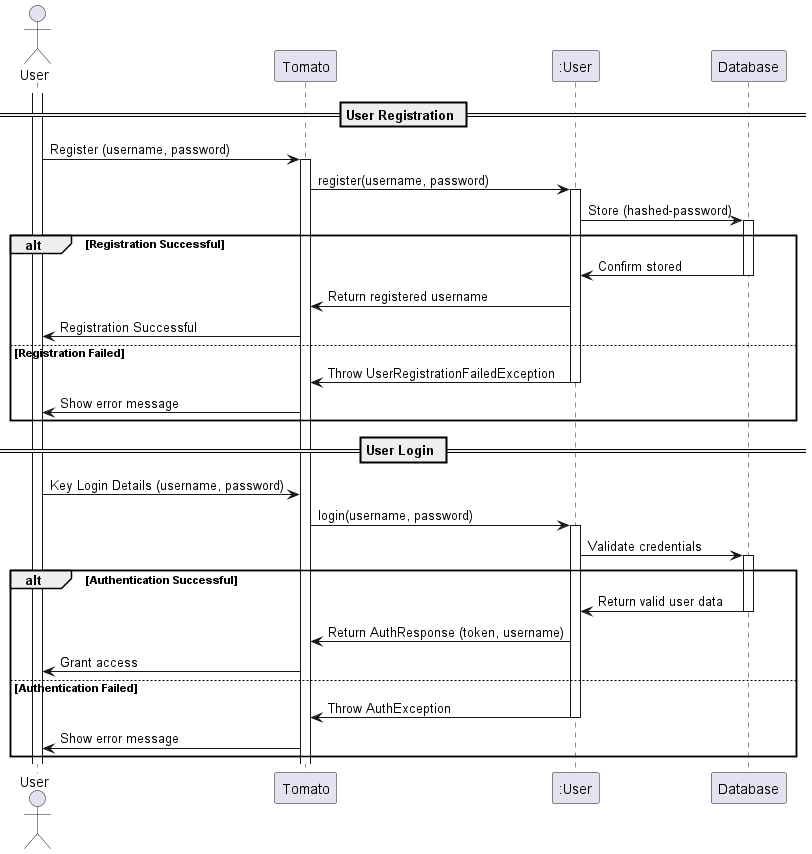 User
Tomato
:User
Database
User Registration
Register (username, password)
register(username, password)
Store (hashed-password)
alt
[Registration Successful]
Confirm stored
Return registered username
Registration Successful
[Registration Failed]
Throw UserRegistrationFailedException
Show error message
User Login
Key Login Details (username, password)
login(username, password)
Validate credentials
alt
[Authentication Successful]
Return valid user data
Return AuthResponse (token, username)
Grant access
[Authentication Failed]
Throw AuthException
Show error message
User
Tomato
:User
Database